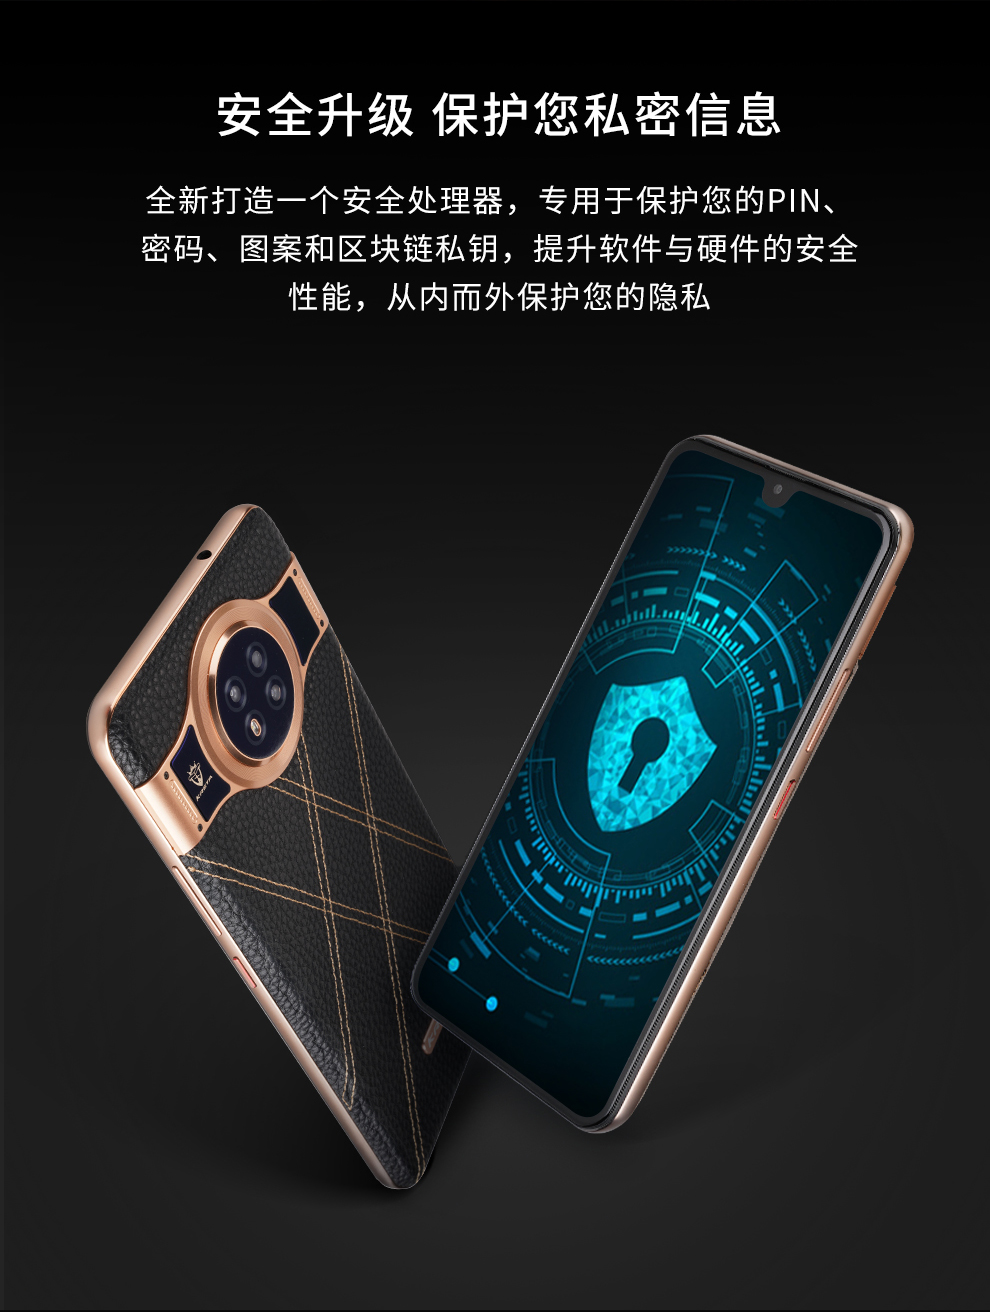 安全升级 保护您私密信息
全新打造一个安全处理器，专用于保护您的PIN、
密码、图案和区块链私钥，提升软件与硬件的安全
性能，从内而外保护您的隐私